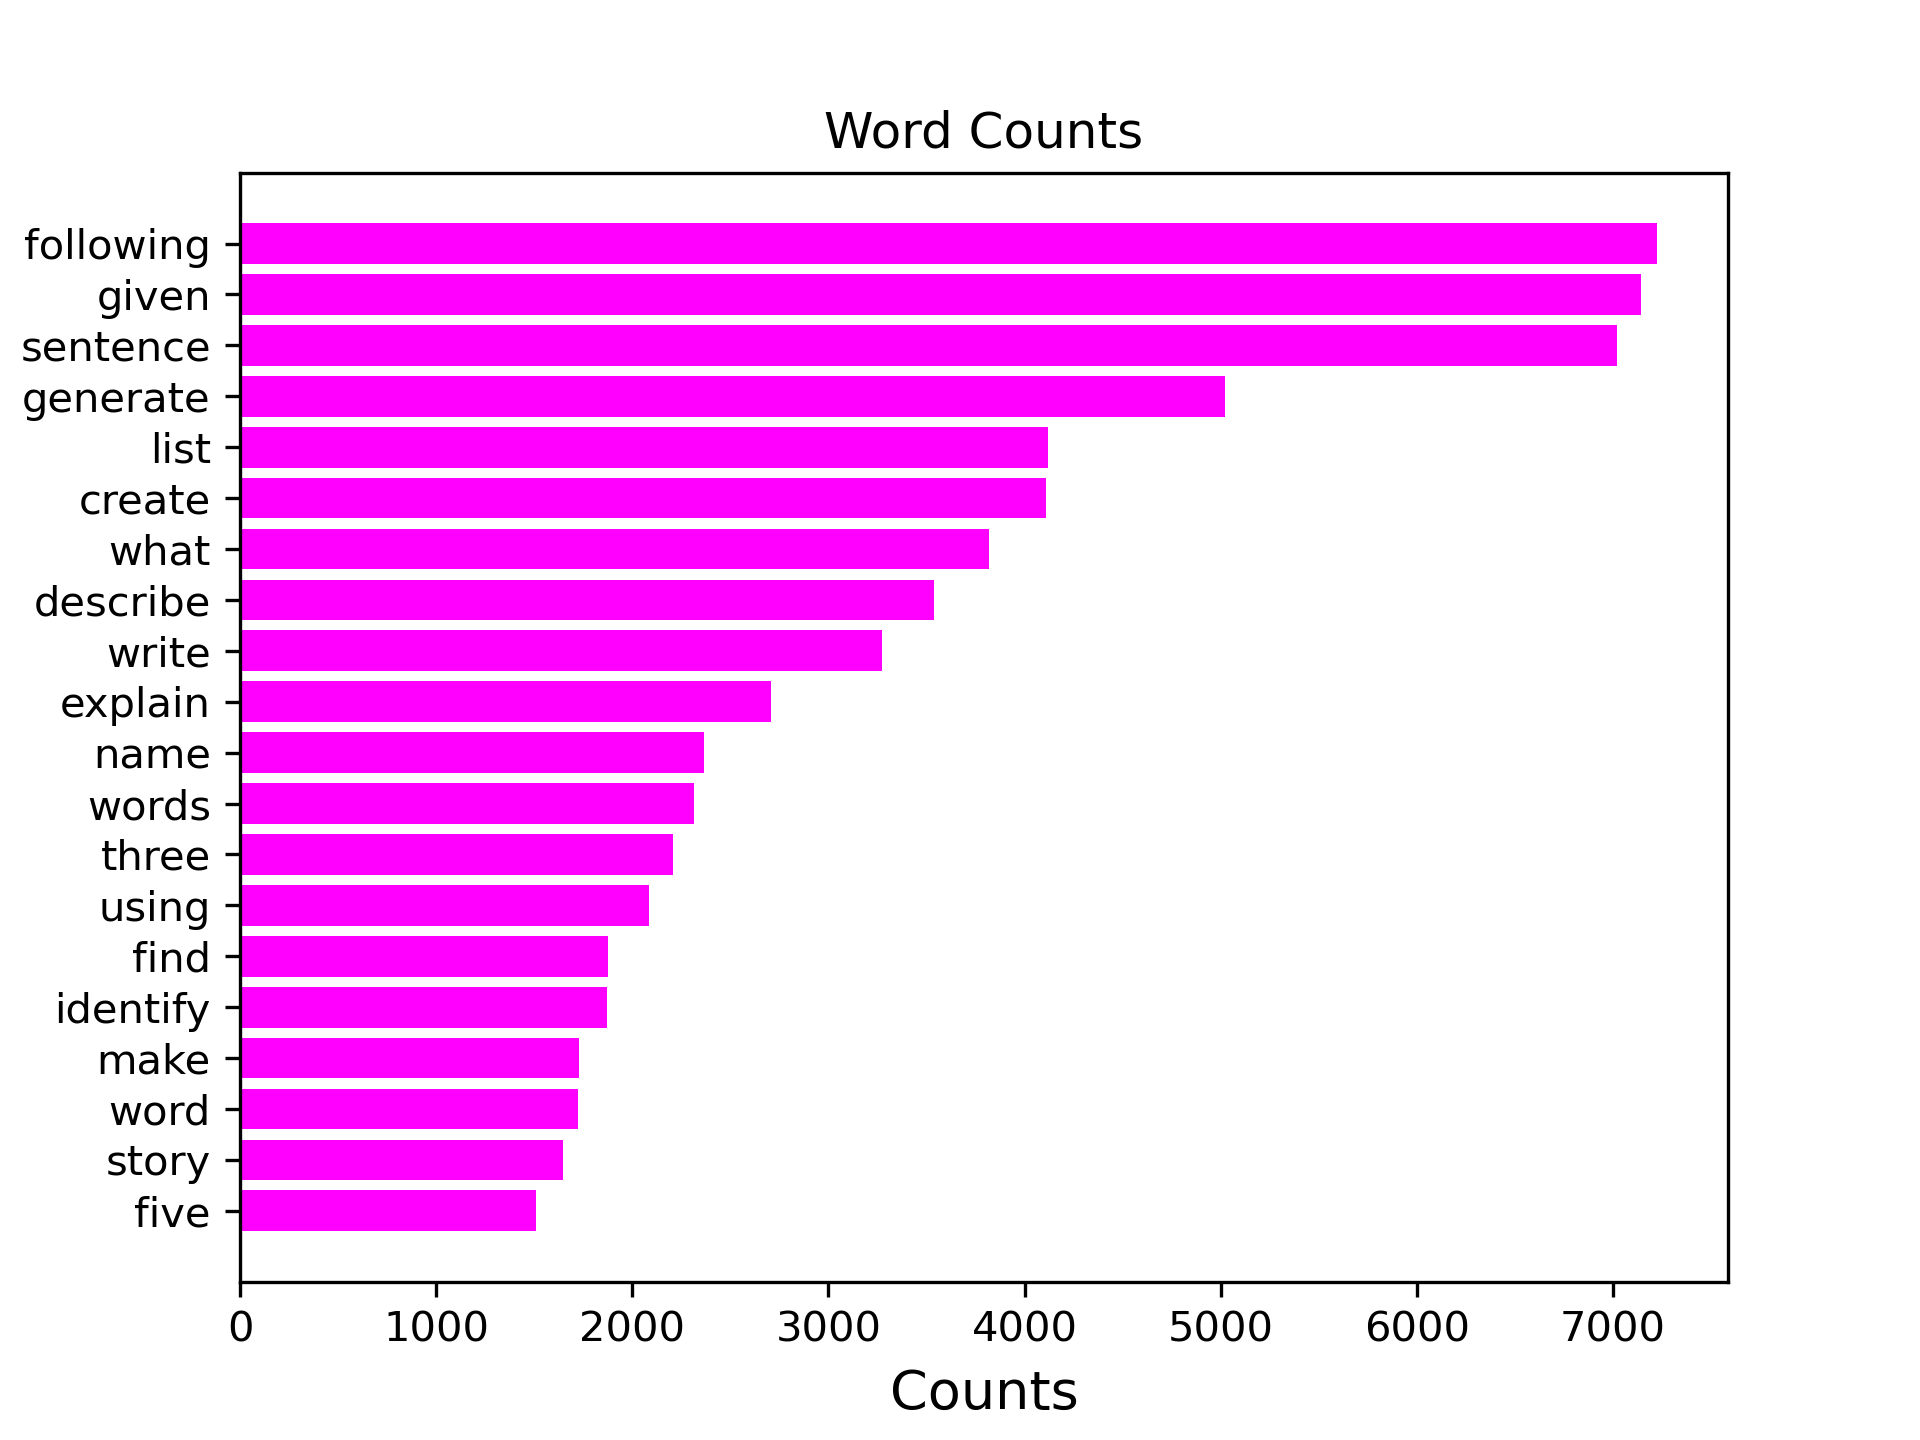 Word Counts
following
given
sentence
generate
list
create
what
describe
write
explain
name
words
three
using
find
identify
make
word
story
five
0 1000 2000 3000 4000 5000 6000 7000
Counts